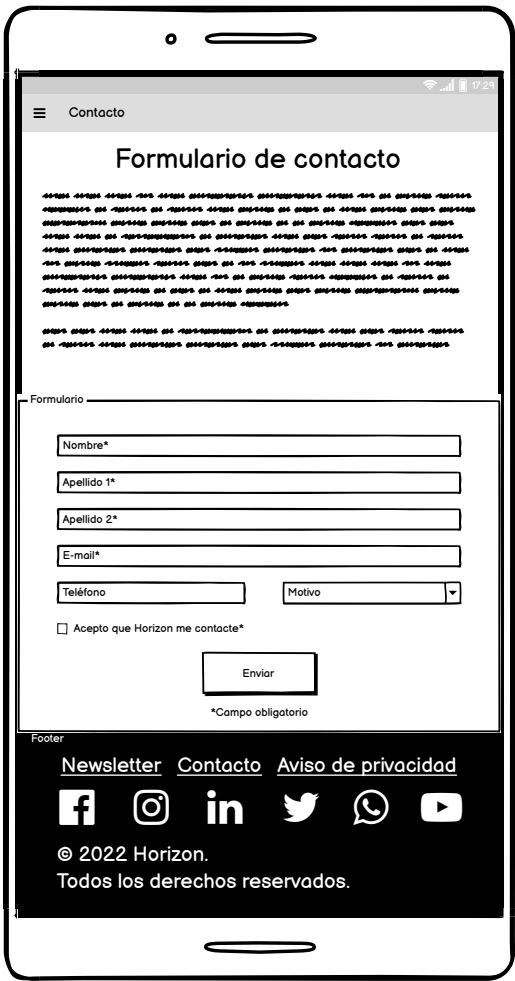 17:29
Contacto
Formulario de contacto
Formulario
Nombre*
Apellido 1*
Apellido 2*
E-mail*
Teléfono Motivo
Acepto que Horizon me contacte*
Enviar
*Campo obligatorio
Footer
Newsletter Contacto Aviso de privacidad
© 2022 Horizon.
Todos los derechos reservados.